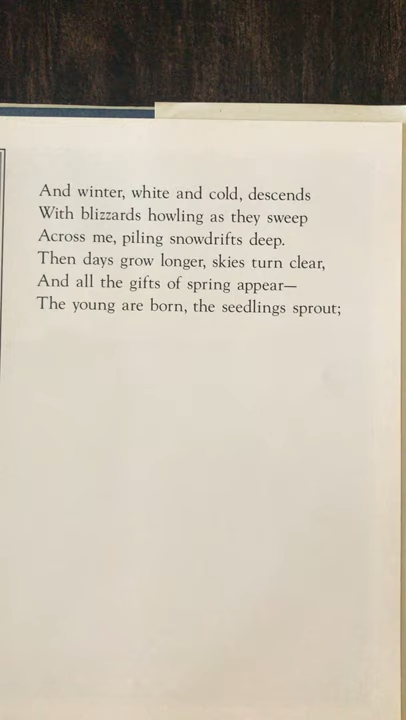 And winter, white and cold, descends
With blizzards howling as they sweep
Across me, piling snowdrifts deep.
Then days grow longer, skies turn clear,
And all the gifts of spring appear—
The young are born, the seedlings sprout;